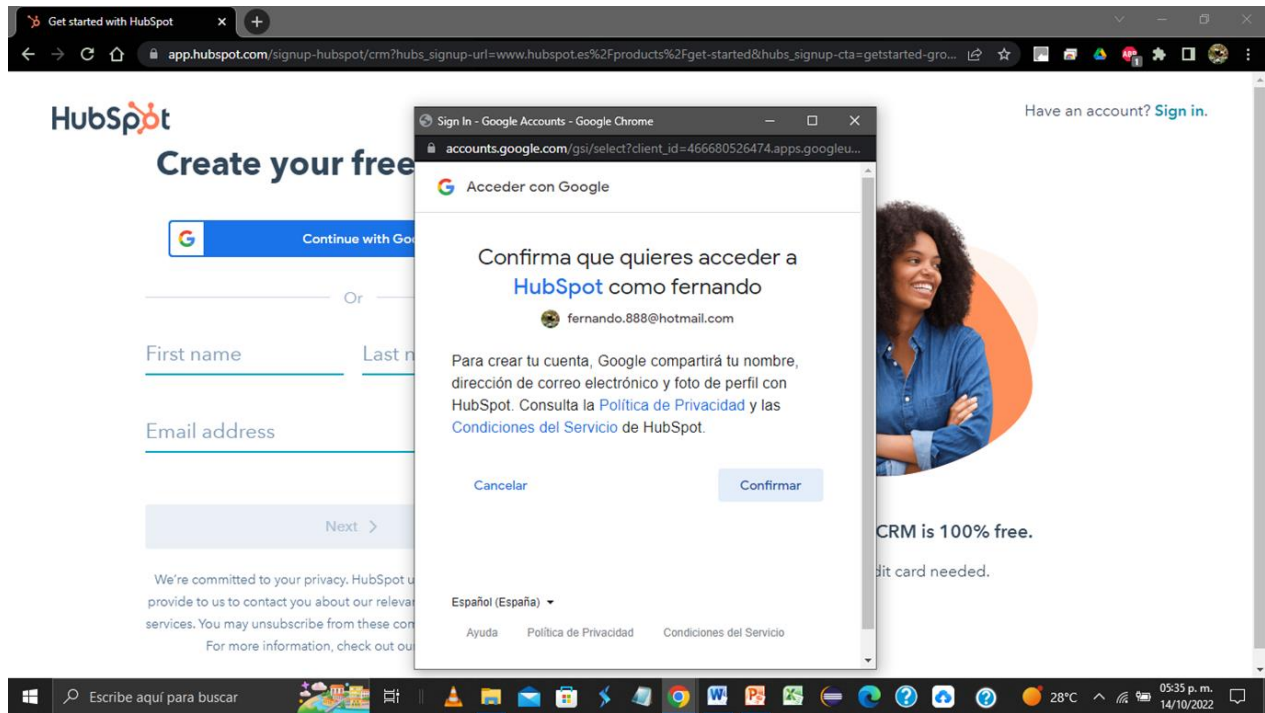 Get started with HubSpot
app.hubspot.com/signup-hubspot/crm?hubs_signup-url=www.hubspot.es%2Fproducts%2Fget-started&hubs_signup-cta=getstarted-gro...
ABP
1
HubSpot
Have an account? Sign in.
Create your free
Continue with Goo
Or
First name
Last n
Email address
Next
We're committed to your privacy. HubSpot u
provide to us to contact you about our relevan
services. You may unsubscribe from these com
For more information, check out ou
Sign In - Google Accounts - Google Chrome
accounts.google.com/gsi/select?client_id=466680526474.apps.googleu...
Acceder con Google
Confirma que quieres acceder a
HubSpot como fernando
fernando.888@hotmail.com
Para crear tu cuenta, Google compartirá tu nombre,
dirección de correo electrónico y foto de perfil con
HubSpot. Consulta la Política de Privacidad y las
Condiciones del Servicio de HubSpot.
Cancelar
Confirmar
Español (España)
Ayuda Política de Privacidad Condiciones del Servicio
CRM is 100% free.
dit card needed.
Escribe aquí para buscar
28°C
05:35 p. m.
14/10/2022